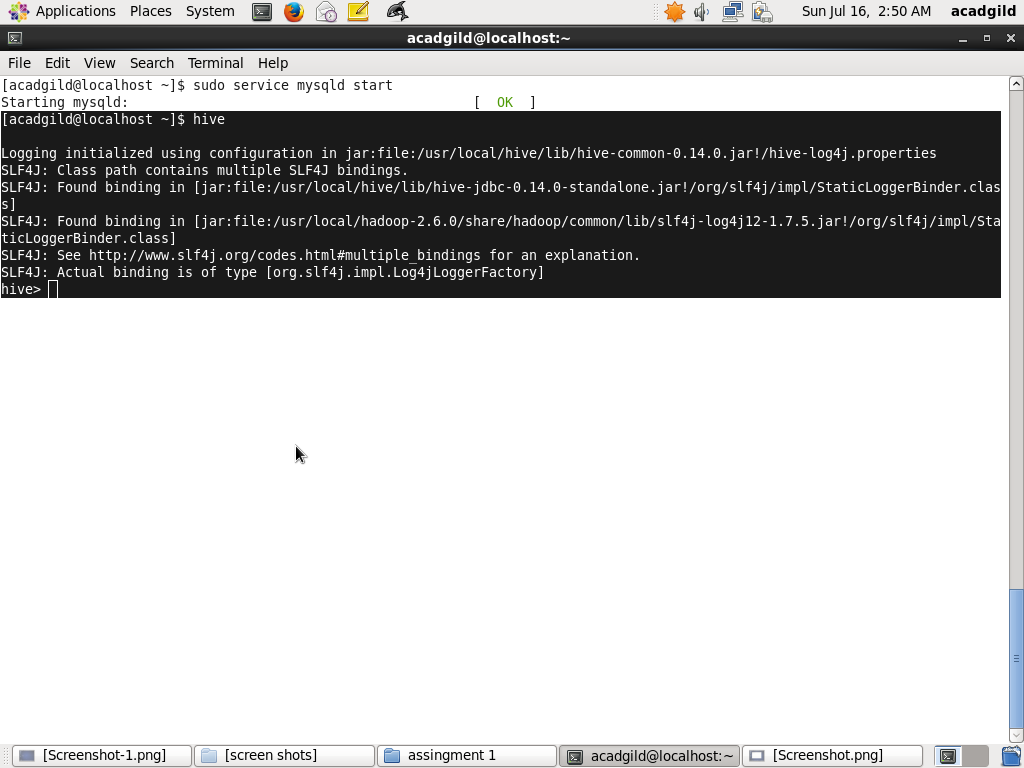 Applications Places System Sun Jul 16, 2:50 AM acadgild
acadgild@localhost:~
File Edit View Search Terminal Help
[acadgild@localhost ~]$ sudo service mysqld start
Starting mysqld: [ OK ]
[acadgild@localhost ~]$ hive
Logging initialized using configuration in jar:file:/usr/local/hive/lib/hive-common-0.14.0.jar!/hive-log4j.properties
SLF4J: Class path contains multiple SLF4J bindings.
SLF4J: Found binding in [jar:file:/usr/local/hive/lib/hive-jdbc-0.14.0-standalone.jar!/org/slf4j/impl/StaticLoggerBinder.clas
s]
SLF4J: Found binding in [jar:file:/usr/local/hadoop-2.6.0/share/hadoop/common/lib/slf4j-log4j12-1.7.5.jar!/org/slf4j/impl/Sta
ticLoggerBinder.class]
SLF4J: See http://www.slf4j.org/codes.html#multiple_bindings for an explanation.
SLF4J: Actual binding is of type [org.slf4j.impl.Log4jLoggerFactory]
hive>
[Screenshot-1.png] [screen shots] assingment 1 acadgild@localhost:~ [Screenshot.png]